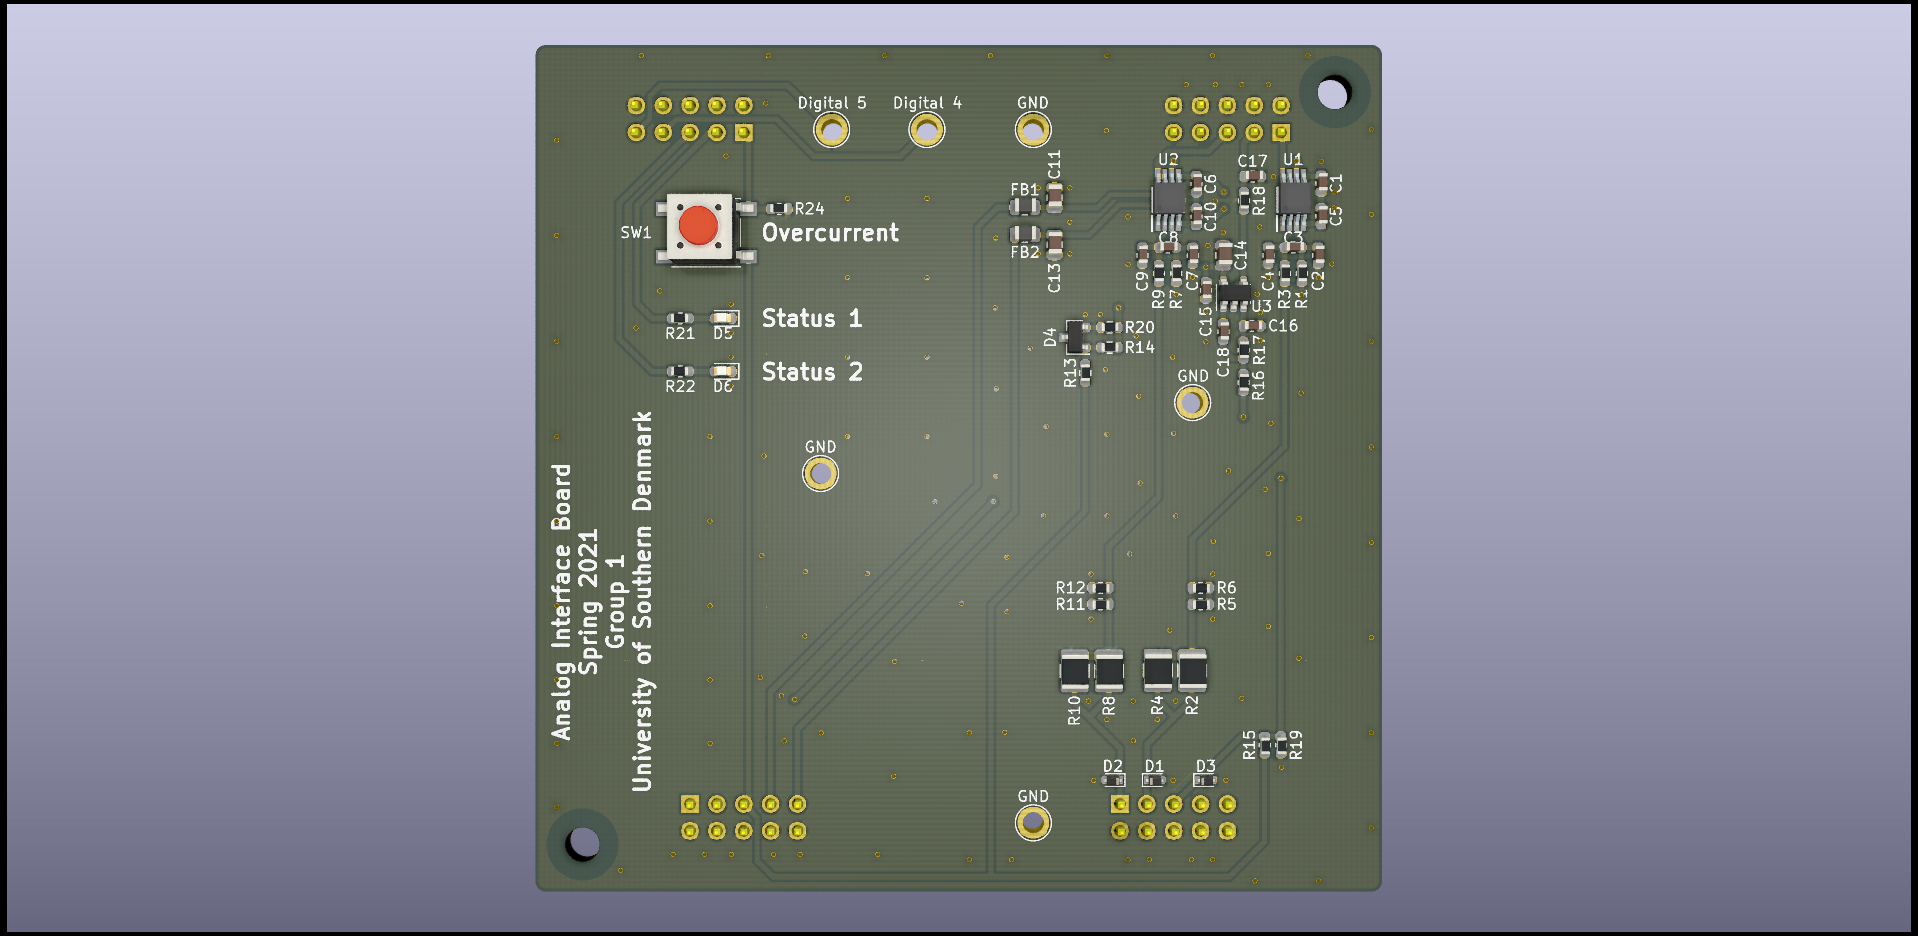 Digital 5
Digital 4
GND
C11
U2
C17
U1
C6
C1
FB1
R18
R24
C10
C5
SW1
Overcurrent
C8
C3
FB2
C13
C14
C9
C7
C4
C2
R9
R7
R3
R1
U3
Status 1
C15
C16
R21
D5
D4
R20
R14
C18
R17
Status 2
R13
GND
R16
R22
D6
GND
Analog Interface Board
Spring 2021
Group 1
University of Southern Denmark
R12
R6
R11
R5
R10
R8
R4
R2
R15
R19
D2
D1
D3
GND